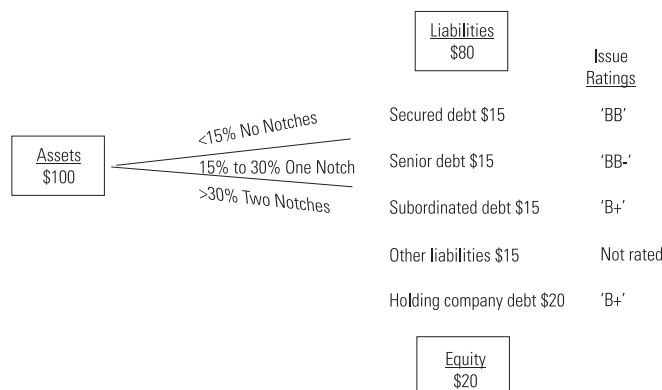 Liabilities
$80
Issue
Ratings
<15% No Notches
Secured debt $15 'BB'
Assets
$100
15% to 30% One Notch
Senior debt $15 'BB-'
>30% Two Notches
Subordinated debt $15 'B+'
Other liabilities $15 Not rated
Holding company debt $20 'B+'
Equity
$20